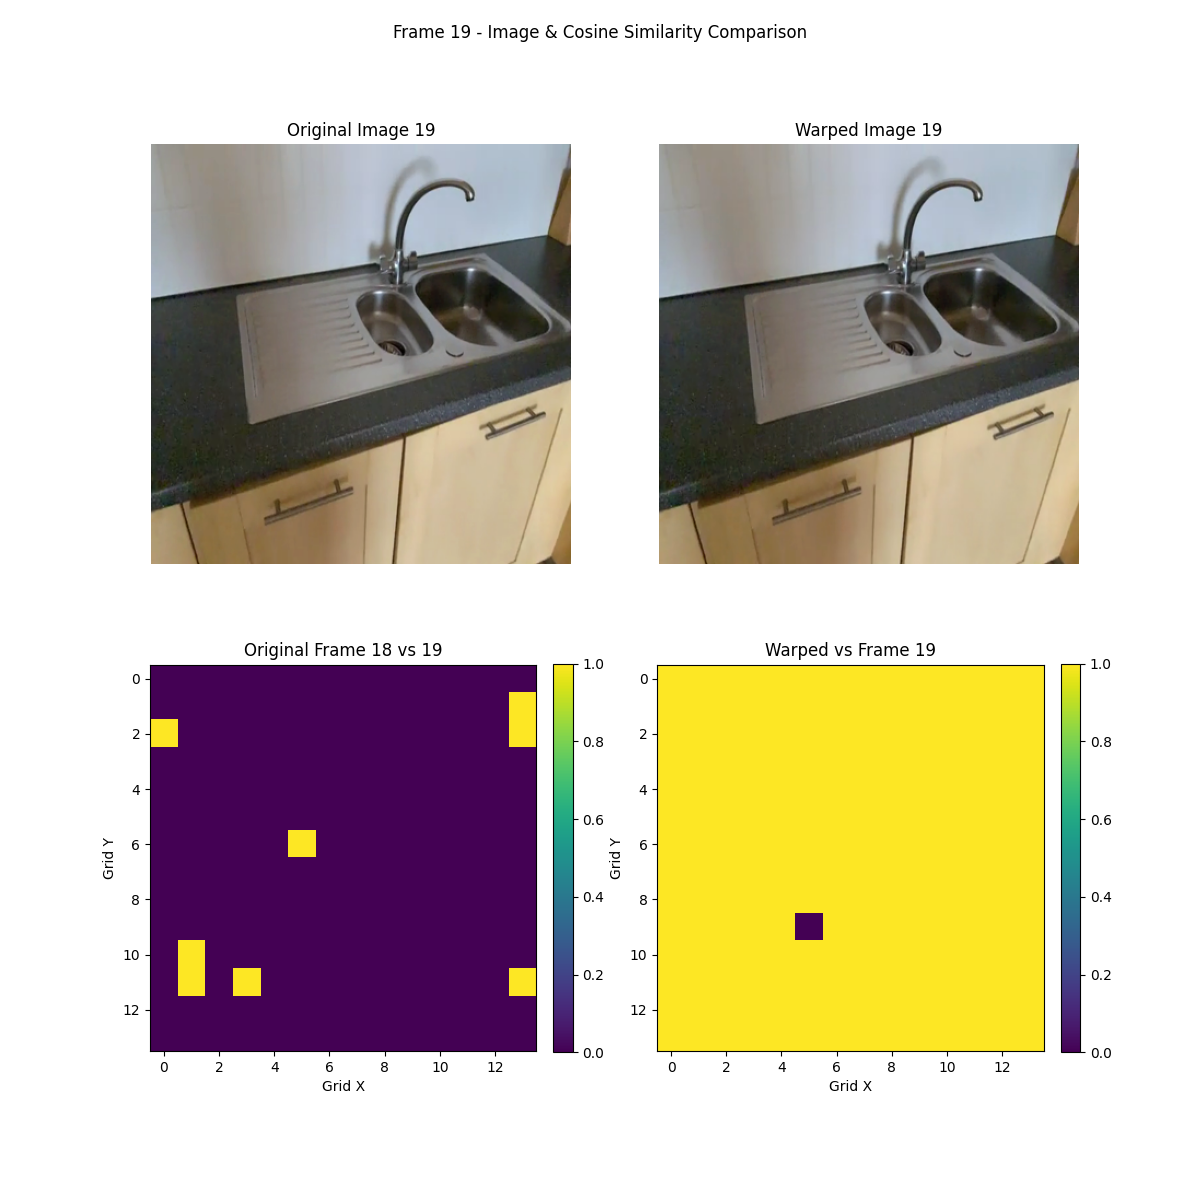 Frame 19 - Image & Cosine Similarity Comparison
Original Image 19
Warped Image 19
Original Frame 18 vs 19
Warped vs Frame 19
0
2
4
6
8
10
12
Grid Y
0 2 4 6 8 10 12
Grid X
1.0
0.8
0.6
0.4
0.2
0.0
0
2
4
6
8
10
12
Grid Y
0 2 4 6 8 10 12
Grid X
1.0
0.8
0.6
0.4
0.2
0.0